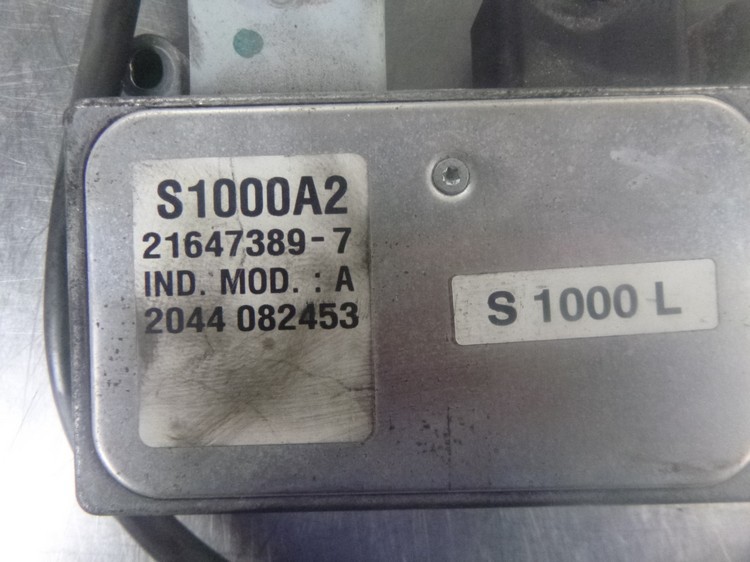 S1000A2
21647389-7
IND. MOD. : A
2044 082453
S 1000 L